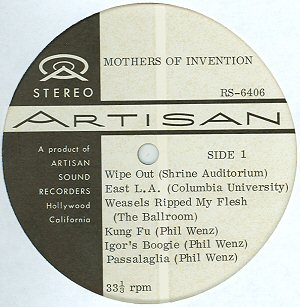 MOTHERS OF INVENTION
STEREO
RS-6406
ARTISAN
A product of
ARTISAN
SOUND
RECORDERS
Hollywood
California
SIDE 1
Wipe Out (Shrine Auditorium)
East L.A. (Columbia University)
Weasels Ripped My Flesh
(The Ballroom)
Kung Fu (Phil Wenz)
Igor's Boogie (Phil Wenz)
Passalaglia (Phil Wenz)
33⅓ rpm